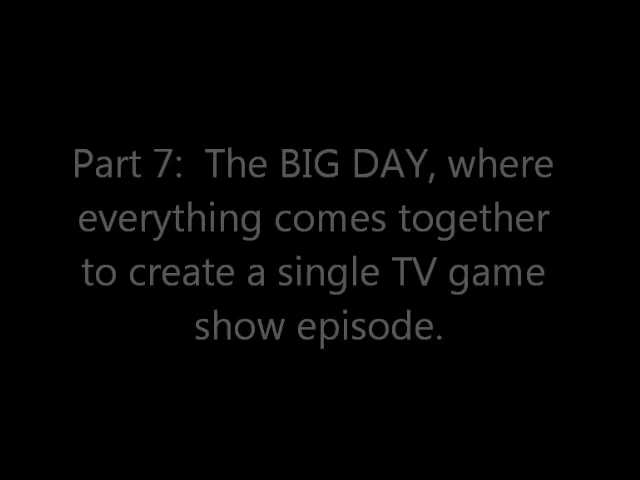 Part 7:  The BIG DAY, where
everything comes together
to create a single TV game
show episode.